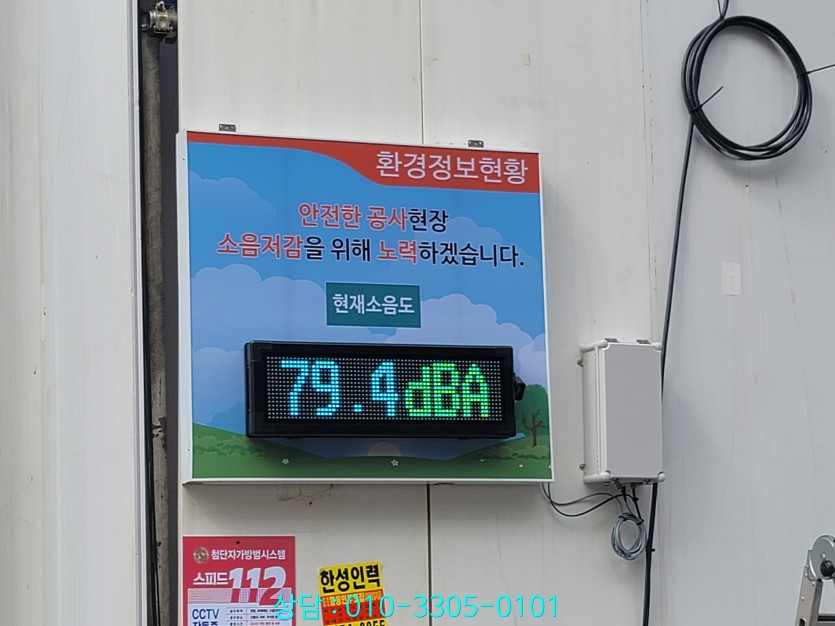 환경정보현황
안전한 공사현장
소음저감을 위해 노력하겠습니다.
현재소음도
79.4dBA
첨단자가방범시스템
스피드112
한성인력
CCTV
상담 : 010-3305-0101